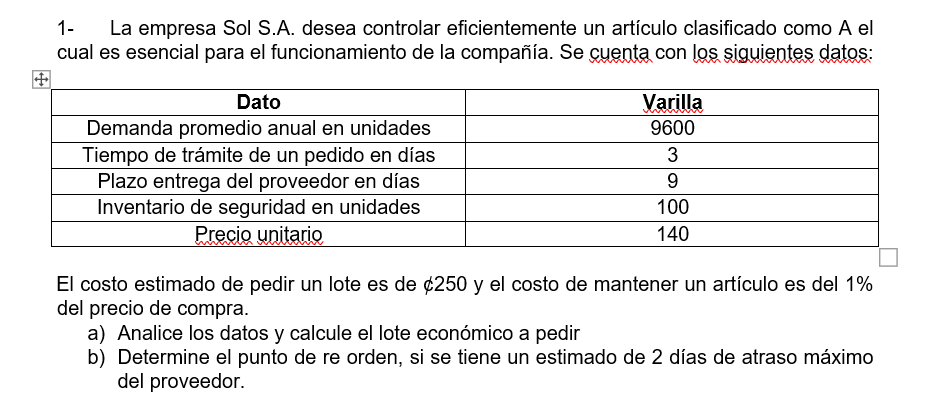 1- La empresa Sol S.A. desea controlar eficientemente un artículo clasificado como A el
cual es esencial para el funcionamiento de la compañía. Se cuenta con los siguientes datos:
Dato Varilla
Demanda promedio anual en unidades 9600
Tiempo de trámite de un pedido en días 3
Plazo entrega del proveedor en días 9
Inventario de seguridad en unidades 100
Precio unitario 140
El costo estimado de pedir un lote es de ¢250 y el costo de mantener un artículo es del 1%
del precio de compra.
a) Analice los datos y calcule el lote económico a pedir
b) Determine el punto de re orden, si se tiene un estimado de 2 días de atraso máximo
del proveedor.